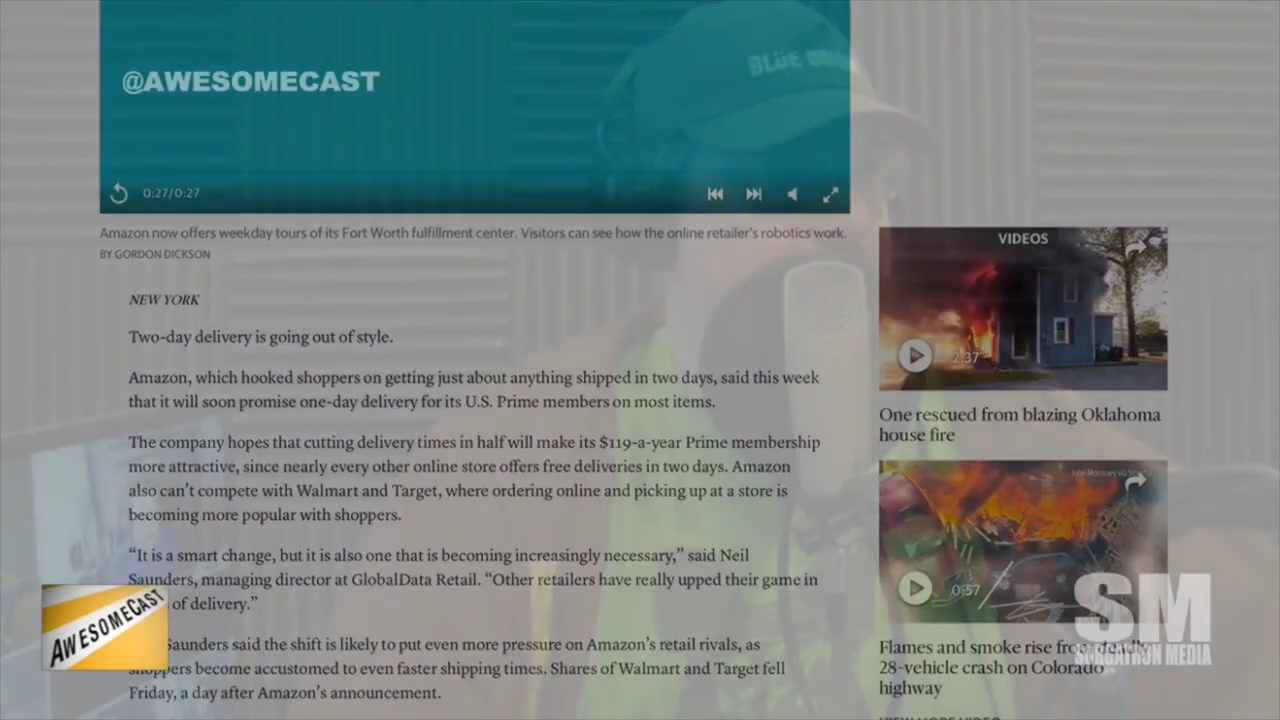 BLUE
@AWESOMECAST
0:27/0:27
Amazon now offers weekday tours of its Fort Worth fulfillment center. Visitors can see how the online retailer's robotics work.
BY GORDON DICKSON
NEW YORK
Two-day delivery is going out of style.
Amazon, which hooked shoppers on getting just about anything shipped in two days, said this week
that it will soon promise one-day delivery for its U.S. Prime members on most items.
The company hopes that cutting delivery times in half will make its $119-a-year Prime membership
more attractive, since nearly every other online store offers free deliveries in two days. Amazon
also can't compete with Walmart and Target, where ordering online and picking up at a store is
becoming more popular with shoppers.
“It is a smart change, but it is also one that is becoming increasingly necessary,” said Neil
Saunders, managing director at GlobalData Retail. “Other retailers have really upped their game in
of delivery.”
Saunders said the shift is likely to put even more pressure on Amazon's retail rivals, as
shoppers become accustomed to even faster shipping times. Shares of Walmart and Target fell
Friday, a day after Amazon's announcement.
VIDEOS
2:37
One rescued from blazing Oklahoma
house fire
0:57
Flames and smoke rise from deadly
28-vehicle crash on Colorado
highway
VIEW MORE VIDEO
AWESOMECAST
SM
SORGATRON MEDIA